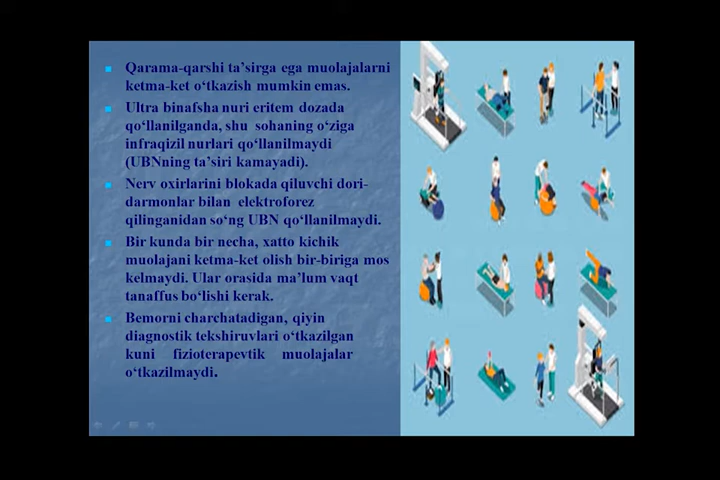 Qarama-qarshi ta’sirga ega muolajalarni
ketma-ket o‘tkazish mumkin emas.
Ultra binafsha nuri eritem dozada
qo‘llanilganda, shu sohaning o‘ziga
infraqizil nurlari qo‘llanilmaydi
(UBNning ta’siri kamayadi).
Nerv oxirlarini blokada qiluvchi dori-
darmonlar bilan elektroforez
qilinganidan so‘ng UBN qo‘llanilmaydi.
Bir kunda bir necha, xatto kichik
muolajani ketma-ket olish bir-biriga mos
kelmaydi. Ular orasida ma’lum vaqt
tanaffus bo‘lishi kerak.
Bemorni charchatadigan, qiyin
diagnostik tekshiruvlari o‘tkazilgan
kuni fizioterapevtik muolajalar
o‘tkazilmaydi.